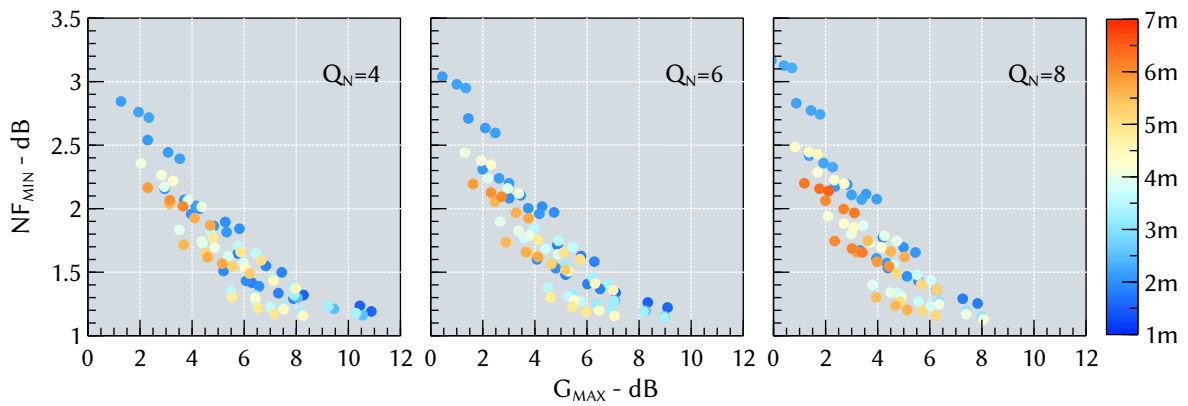 NF_MIN - dB
3.5
3
2.5
2
1.5
1
Q_N=4
Q_N=6
Q_N=8
0 2 4 6 8 10 12
0 2 4 6 8 10 12
0 2 4 6 8 10 12
G_MAX - dB
7m
6m
5m
4m
3m
2m
1m